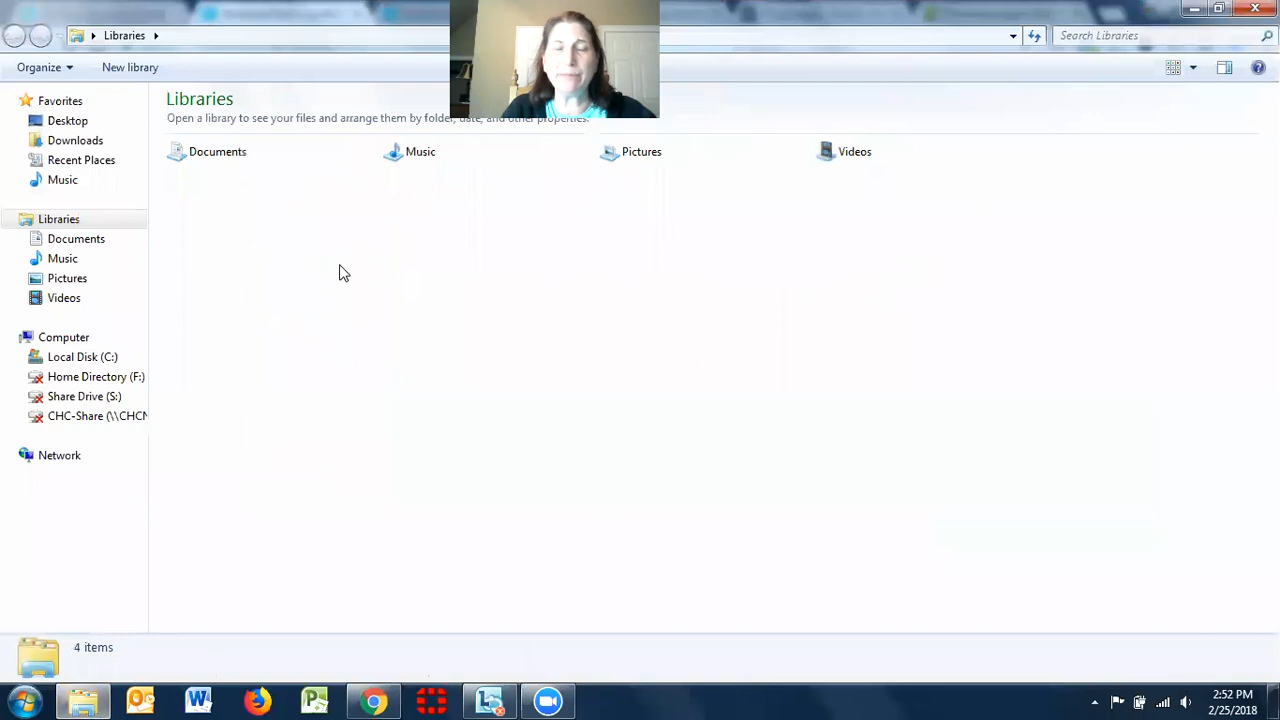 Libraries
Search Libraries
Organize
New library
Favorites
Desktop
Downloads
Recent Places
Music
Libraries
Documents
Music
Pictures
Videos
Computer
Local Disk (C:)
Home Directory (F:)
Share Drive (S:)
CHC-Share (\\CHCN
Network
Libraries
Open a library to see your files and arrange them by folder, date, and other properties.
Documents
Music
Pictures
Videos
4 items
2:52 PM
2/25/2018